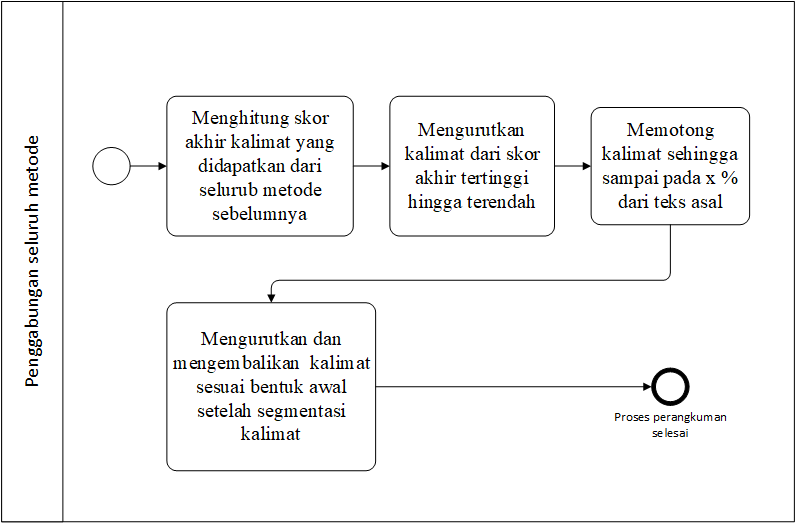 Penggabungan seluruh metode
Menghitung skor
akhir kalimat yang
didapatkan dari
selurub metode
sebelumnya
Mengurutkan
kalimat dari skor
akhir tertinggi
hingga terendah
Memotong
kalimat sehingga
sampai pada x %
dari teks asal
Mengurutkan dan
mengembalikan  kalimat
sesuai bentuk awal
setelah segmentasi
kalimat
Proses perangkuman
selesai